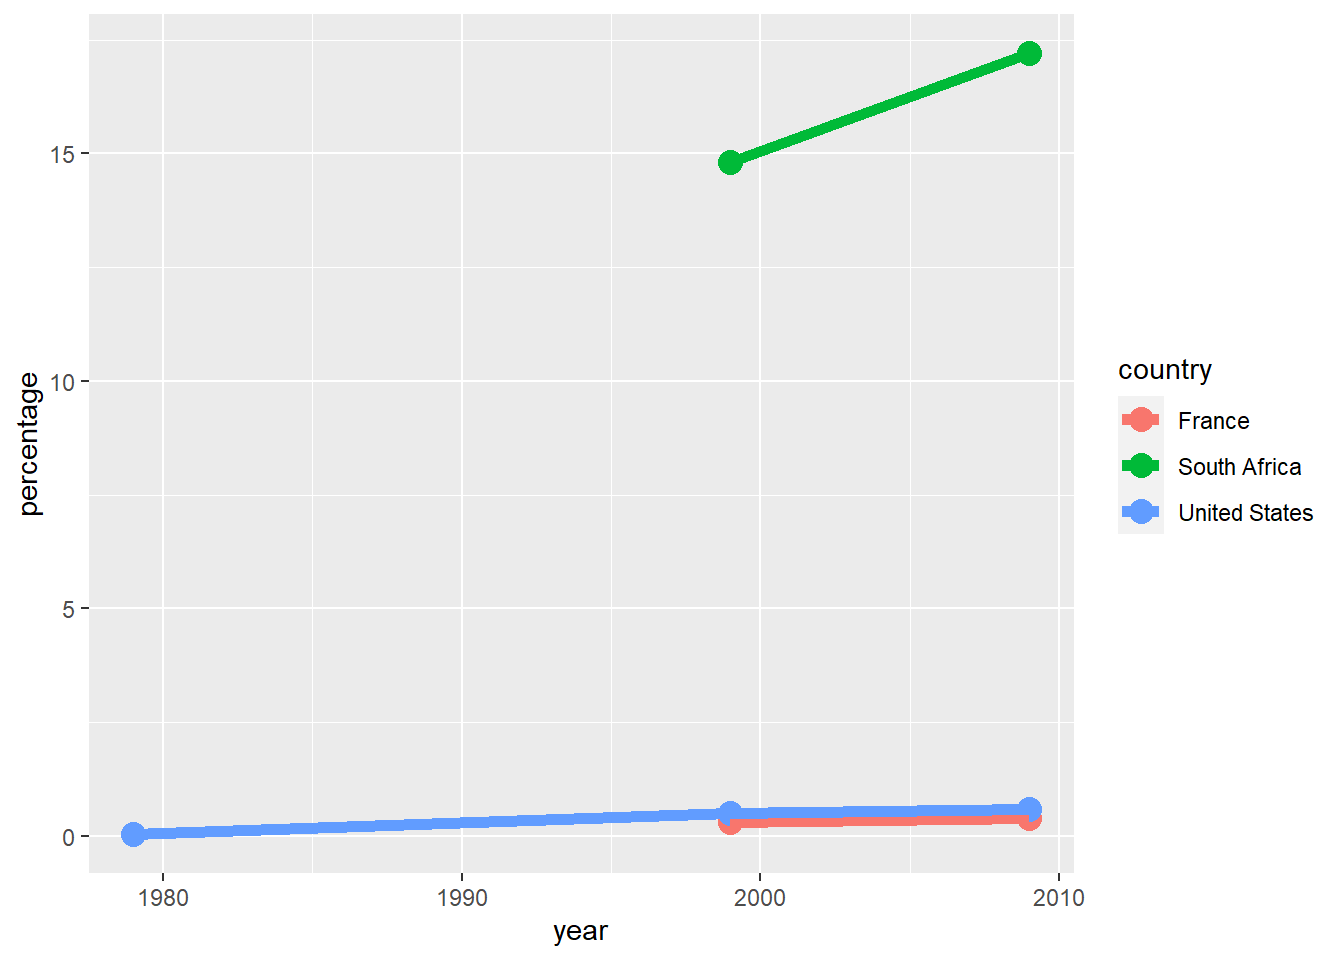 15
10
5
0
percentage
1980 1990 2000 2010
year
country
France
South Africa
United States